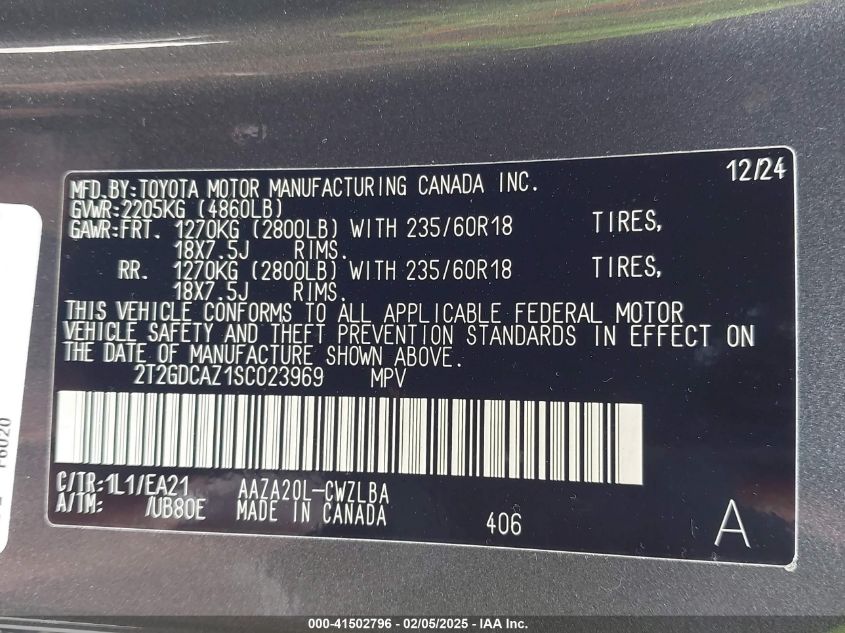 12/24
MFD.BY:TOYOTA MOTOR MANUFACTURING CANADA INC.
GVWR:2205KG (4860LB)
GAWR:FRT. 1270KG (2800LB) WITH 235/60R18 TIRES,
18X7.5J RIMS.
RR. 1270KG (2800LB) WITH 235/60R18 TIRES,
18X7.5J RIMS.
THIS VEHICLE CONFORMS TO ALL APPLICABLE FEDERAL MOTOR
VEHICLE SAFETY AND THEFT PREVENTION STANDARDS IN EFFECT ON
THE DATE OF MANUFACTURE SHOWN ABOVE.
2T2GDCAZ1SC023969 MPV
C/TR:1L1/EA21 AAZA20L-CWZLBA
A/TM: /UB80E MADE IN CANADA 406 A
000-41502796 - 02/05/2025 - IAA Inc.